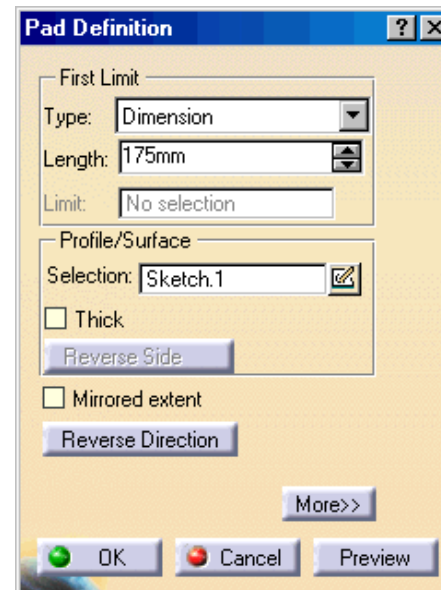 Pad Definition
First Limit
Type: Dimension
Length: 175mm
Limit: No selection
Profile/Surface
Selection: Sketch.1
Thick
Reverse Side
Mirrored extent
Reverse Direction
More>>
OK Cancel Preview